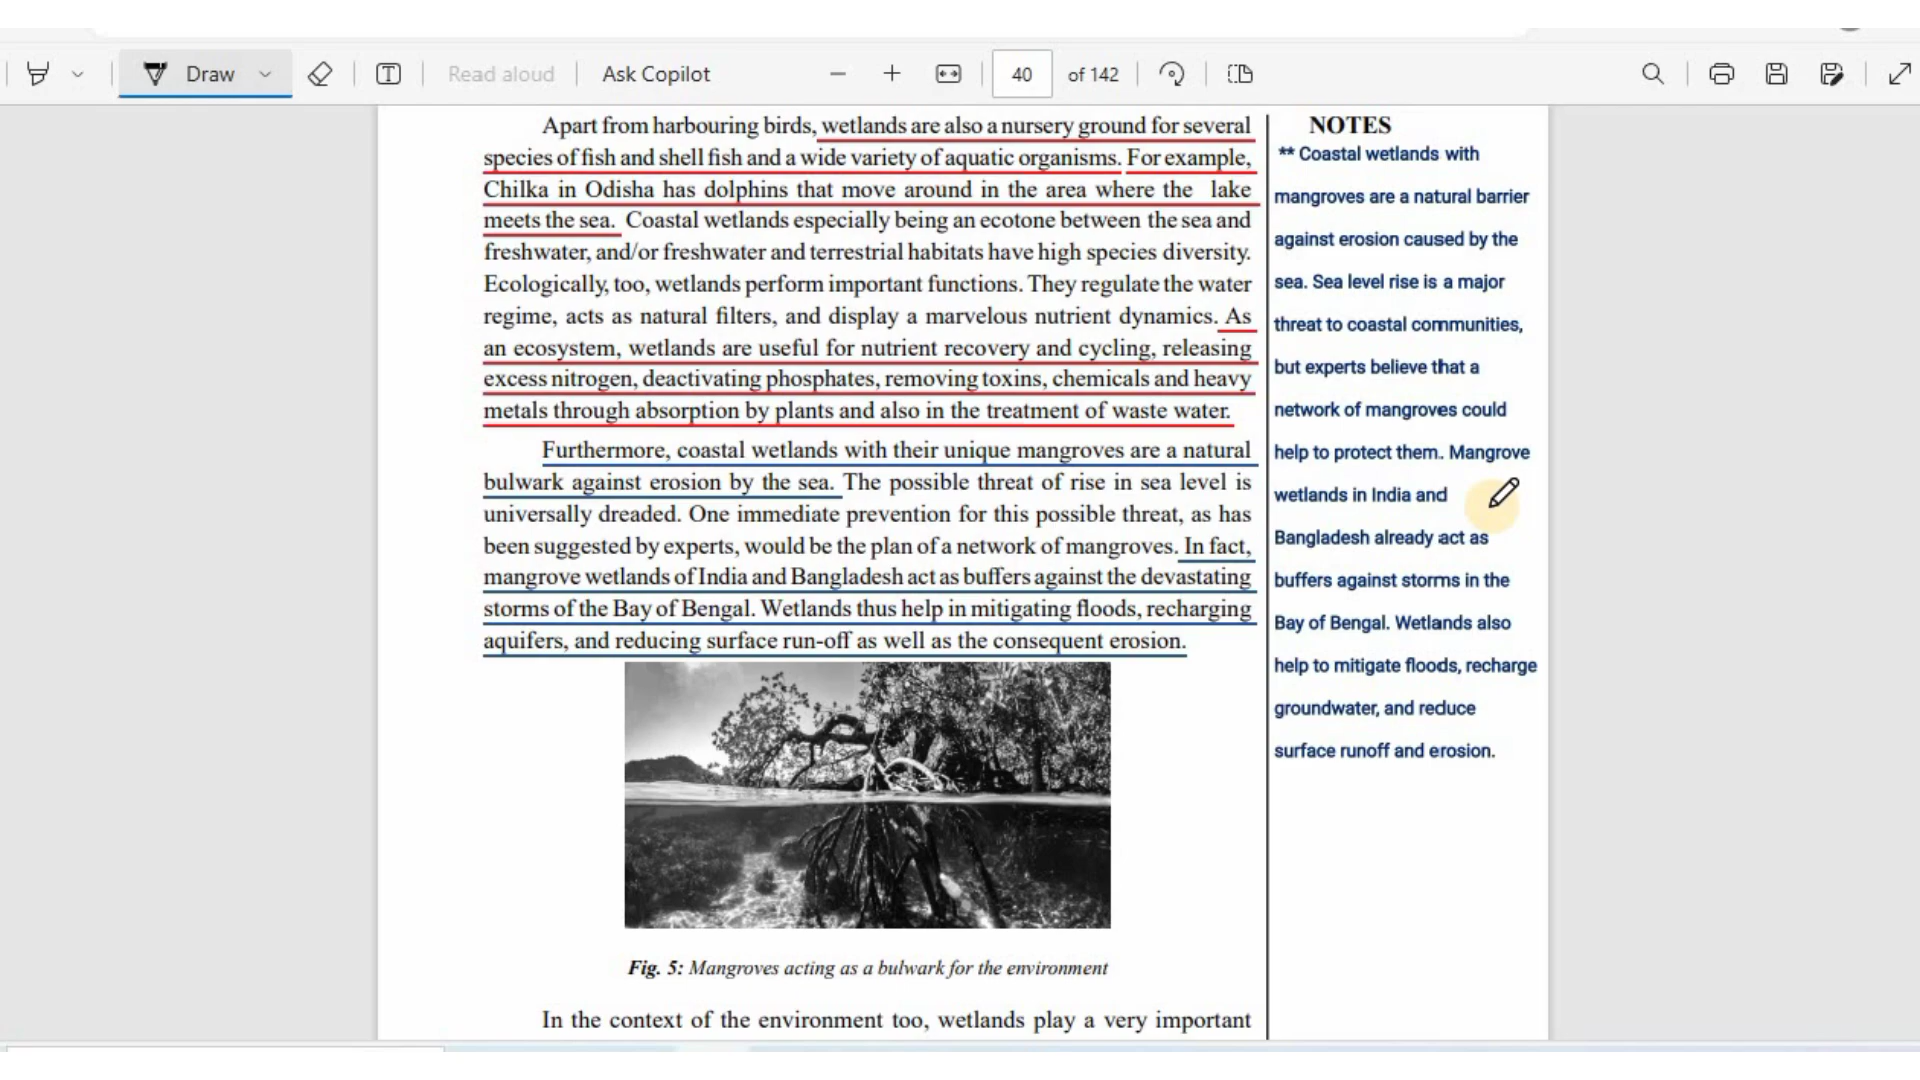 Draw
Read aloud
Ask Copilot
40
of 142
Apart from harbouring birds, wetlands are also a nursery ground for several
species of fish and shell fish and a wide variety of aquatic organisms. For example,
Chilka in Odisha has dolphins that move around in the area where the lake
meets the sea. Coastal wetlands especially being an ecotone between the sea and
freshwater, and/or freshwater and terrestrial habitats have high species diversity.
Ecologically, too, wetlands perform important functions. They regulate the water
regime, acts as natural filters, and display a marvelous nutrient dynamics. As
an ecosystem, wetlands are useful for nutrient recovery and cycling, releasing
excess nitrogen, deactivating phosphates, removing toxins, chemicals and heavy
metals through absorption by plants and also in the treatment of waste water.
Furthermore, coastal wetlands with their unique mangroves are a natural
bulwark against erosion by the sea. The possible threat of rise in sea level is
universally dreaded. One immediate prevention for this possible threat, as has
been suggested by experts, would be the plan of a network of mangroves. In fact,
mangrove wetlands of India and Bangladesh act as buffers against the devastating
storms of the Bay of Bengal. Wetlands thus help in mitigating floods, recharging
aquifers, and reducing surface run-off as well as the consequent erosion.
Fig. 5: Mangroves acting as a bulwark for the environment
In the context of the environment too, wetlands play a very important
NOTES
** Coastal wetlands with
mangroves are a natural barrier
against erosion caused by the
sea. Sea level rise is a major
threat to coastal communities,
but experts believe that a
network of mangroves could
help to protect them. Mangrove
wetlands in India and
Bangladesh already act as
buffers against storms in the
Bay of Bengal. Wetlands also
help to mitigate floods, recharge
groundwater, and reduce
surface runoff and erosion.